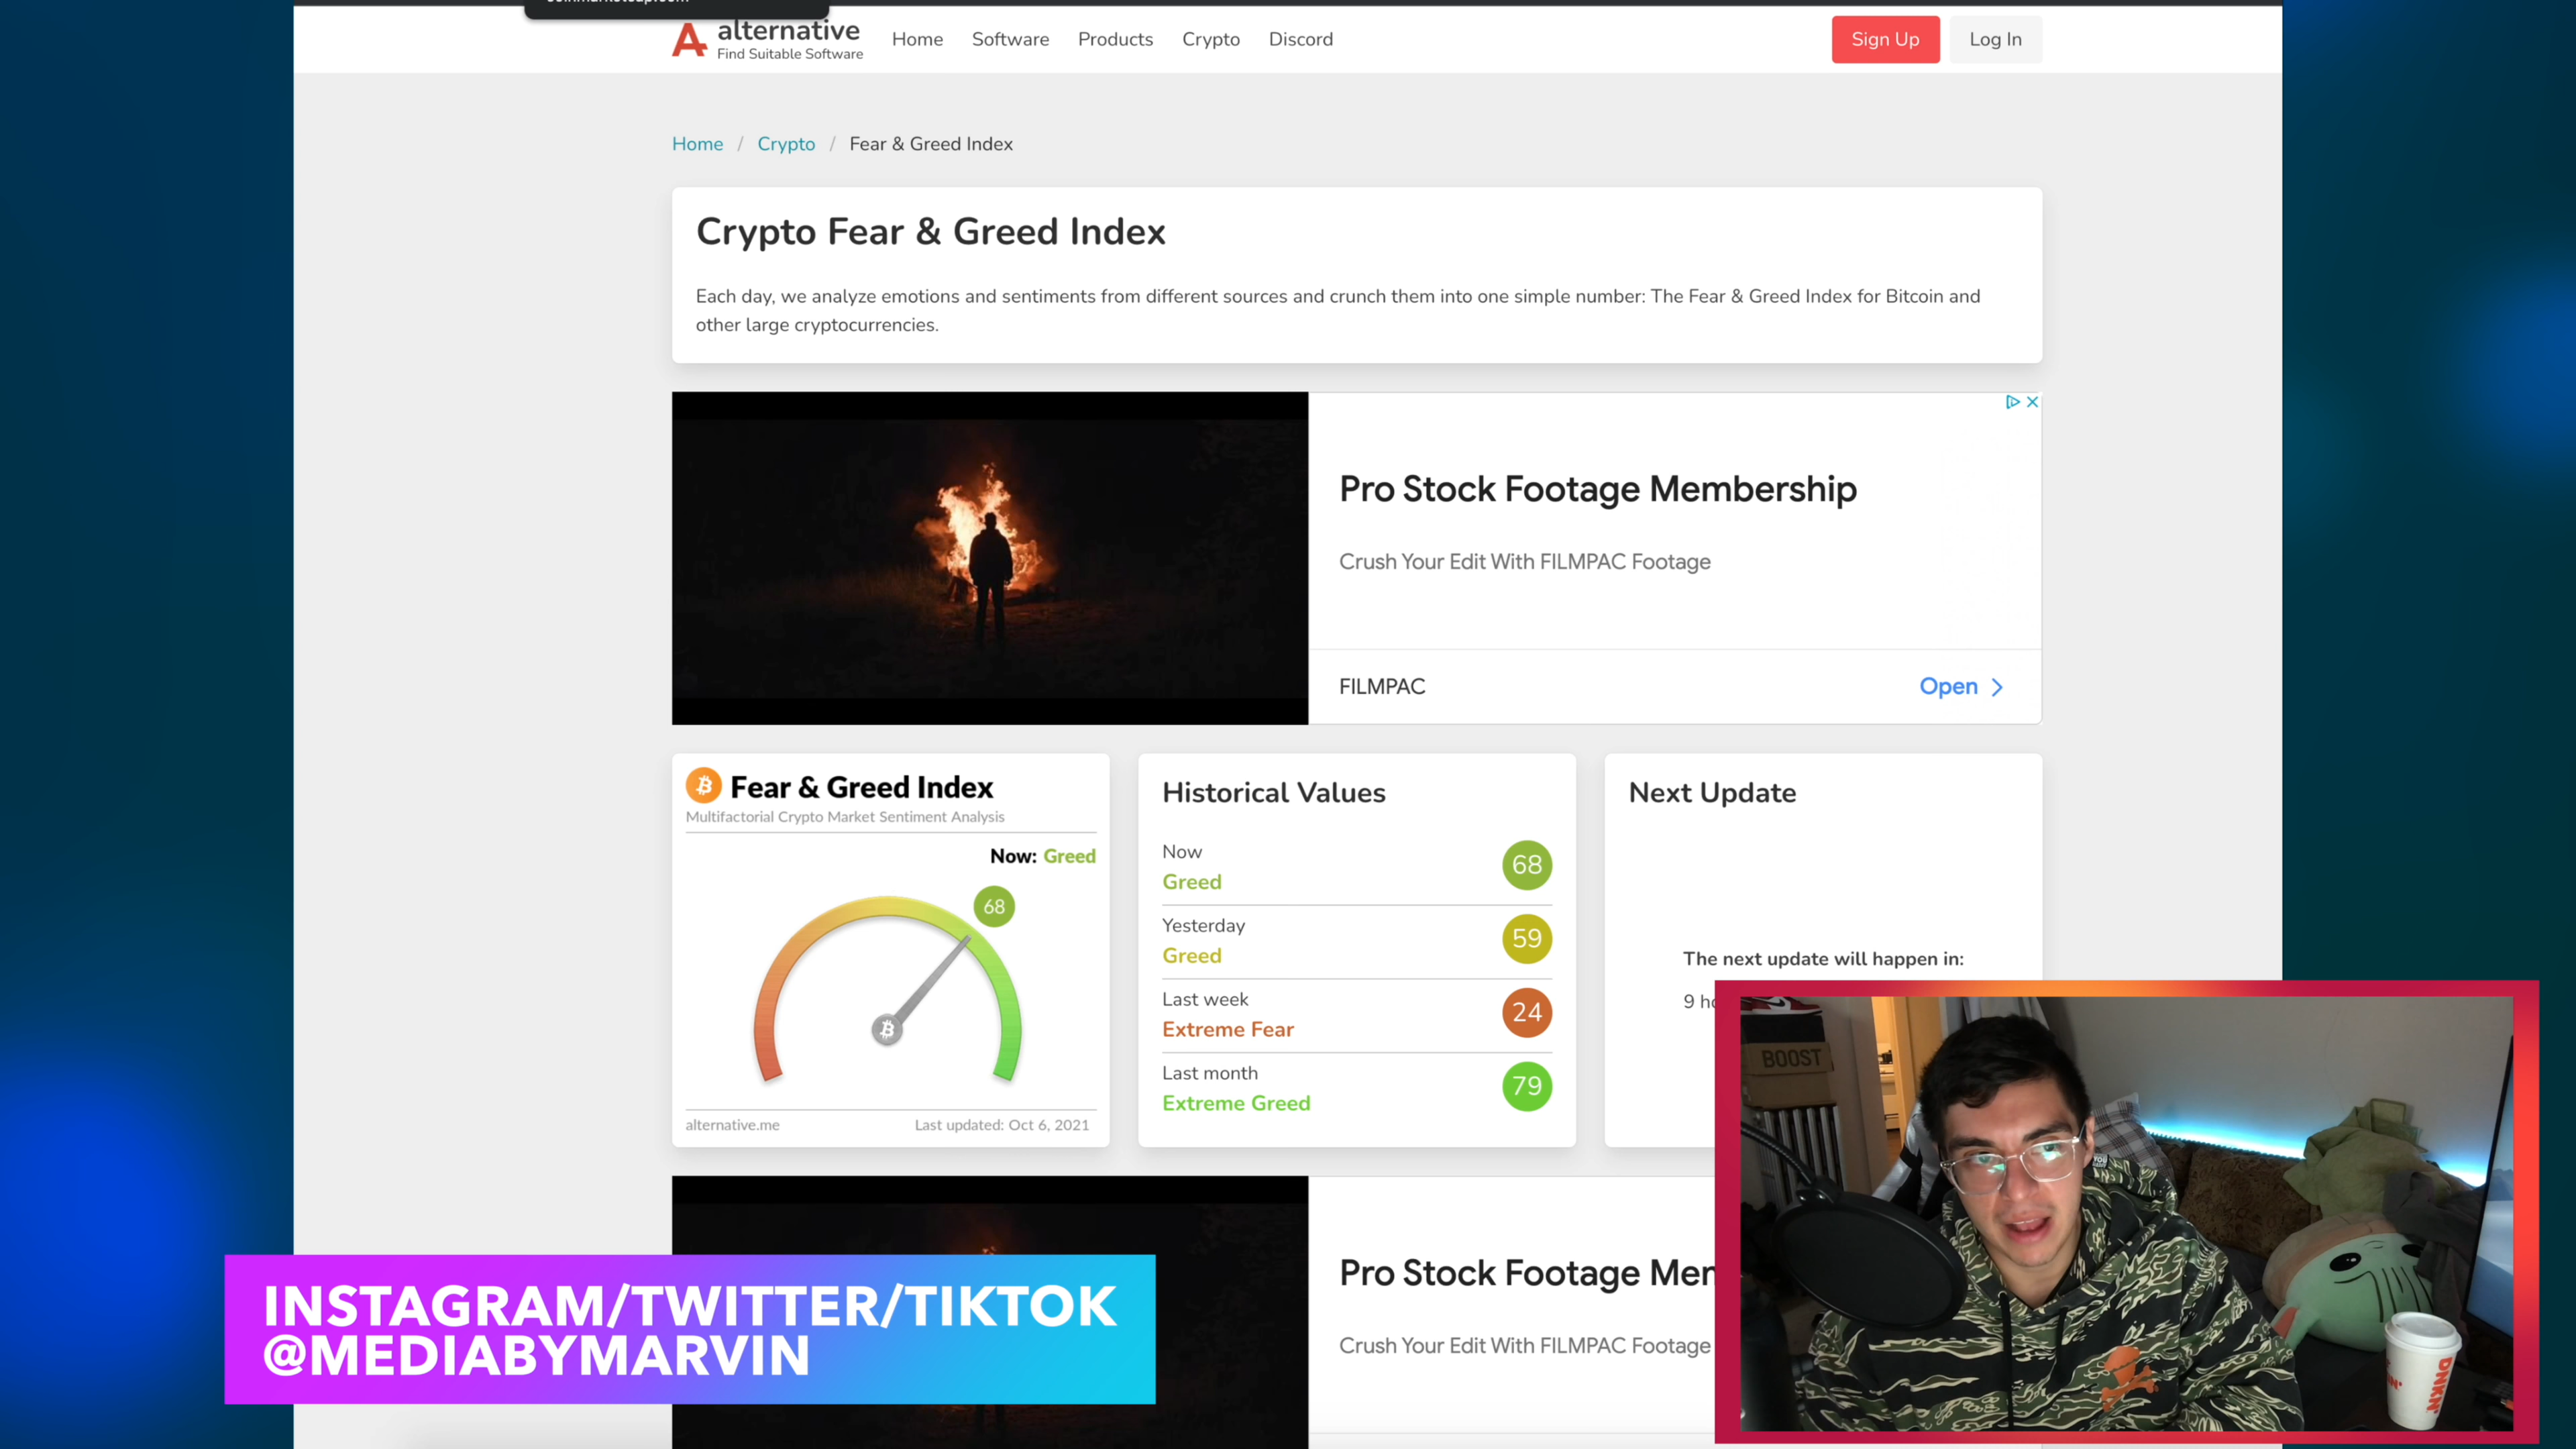 alternative
Find Suitable Software
Home
Software
Products
Crypto
Discord
Sign Up
Log In
Home / Crypto / Fear & Greed Index
Crypto Fear & Greed Index
Each day, we analyze emotions and sentiments from different sources and crunch them into one simple number: The Fear & Greed Index for Bitcoin and
other large cryptocurrencies.
Pro Stock Footage Membership
Crush Your Edit With FILMPAC Footage
FILMPAC
Open
Fear & Greed Index
Multifactorial Crypto Market Sentiment Analysis
Now: Greed
68
alternative.me
Last updated: Oct 6, 2021
Historical Values
Now
Greed
68
Yesterday
Greed
59
Last week
Extreme Fear
24
Last month
Extreme Greed
79
Next Update
The next update will happen in:
9
Pro Stock Footage
Crush Your Edit With FILMPAC Footage
INSTAGRAM/TWITTER/TIKTOK
@MEDIABYMARVIN
BOOST